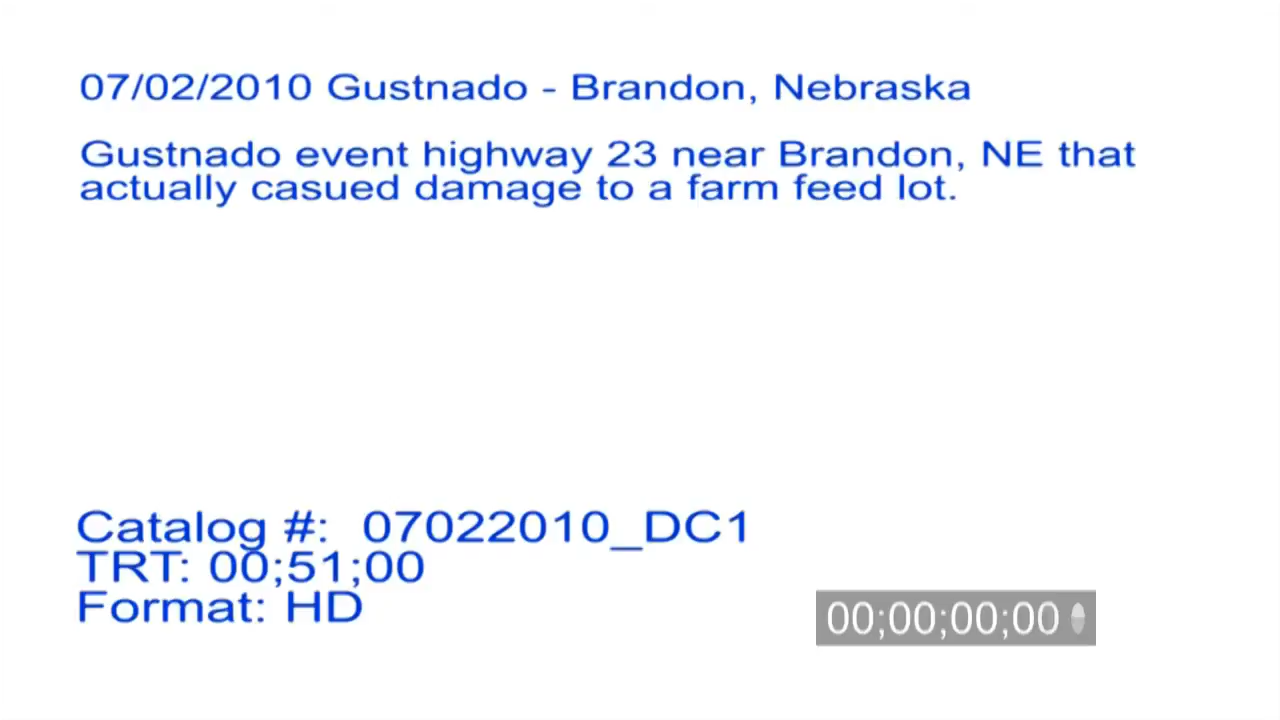 07/02/2010 Gustnado - Brandon, Nebraska
Gustnado event highway 23 near Brandon, NE that
actually casued damage to a farm feed lot.
Catalog #: 07022010_DC1
TRT: 00;51;00
Format: HD
00;00;00;00